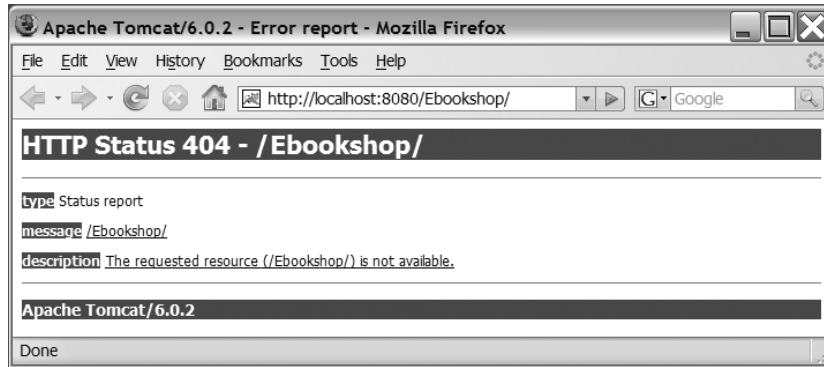 Apache Tomcat/6.0.2 - Error report - Mozilla Firefox
File Edit View History Bookmarks Tools Help
http://localhost:8080/Ebookshop/ G Google
HTTP Status 404 - /Ebookshop/
type Status report
message /Ebookshop/
description The requested resource (/Ebookshop/) is not available.
Apache Tomcat/6.0.2
Done